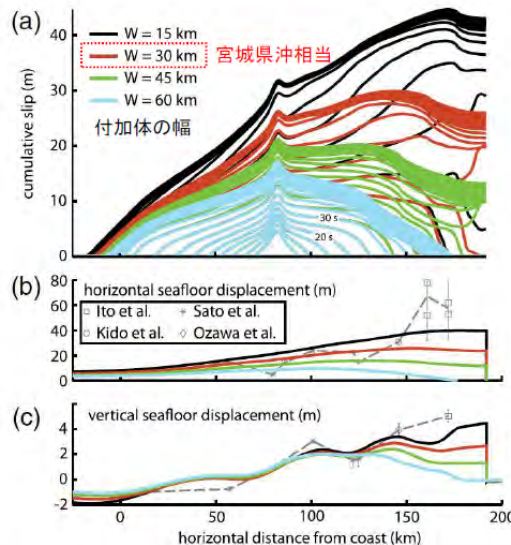 (a)
40
30
20
10
0
cumulative slip (m)
W = 15 km
W = 30 km 宮城県沖相当
W = 45 km
W = 60 km
付加体の幅
30 s
20 s
(b)
80
60
40
20
0
horizontal seafloor displacement (m)
Ito et al. Sato et al.
Kido et al. Ozawa et al.
(c)
4
2
0
-2
vertical seafloor displacement (m)
0 50 100 150 200
horizontal distance from coast (km)